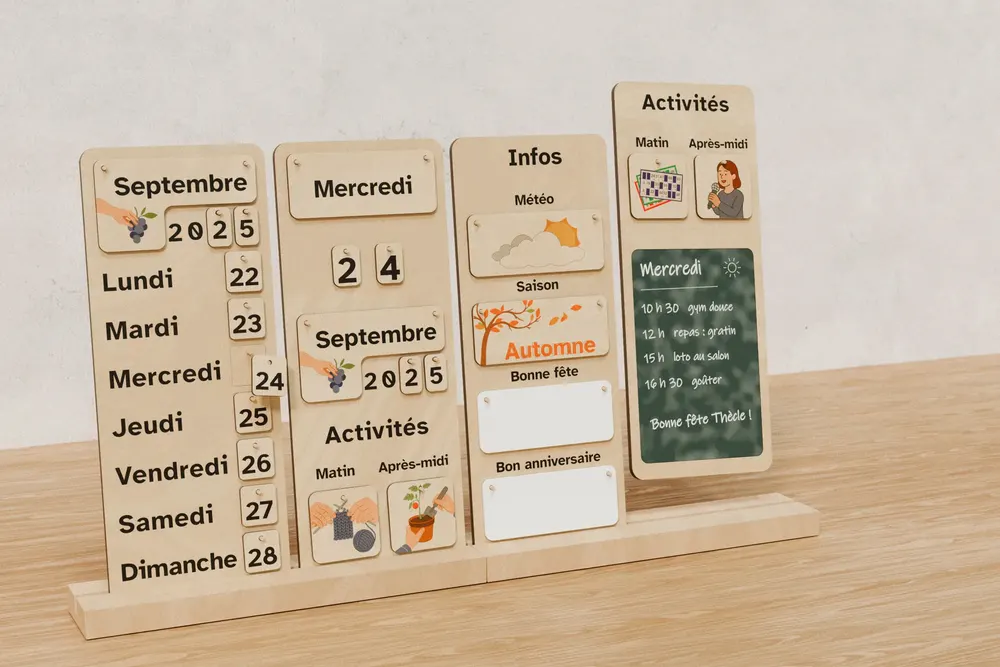 Septembre
2025
Lundi 22
Mardi 23
Mercredi 24
Jeudi 25
Vendredi 26
Samedi 27
Dimanche 28
Mercredi
24
Septembre
2025
Activités
Matin Après-midi
Infos
Météo
Saison
Automne
Bonne fête
Bon anniversaire
Activités
Matin Après-midi
Mercredi
10 h 30 gym douce
12 h repas : gratin
15 h loto au salon
16 h 30 goûter
Bonne fête Thècle !